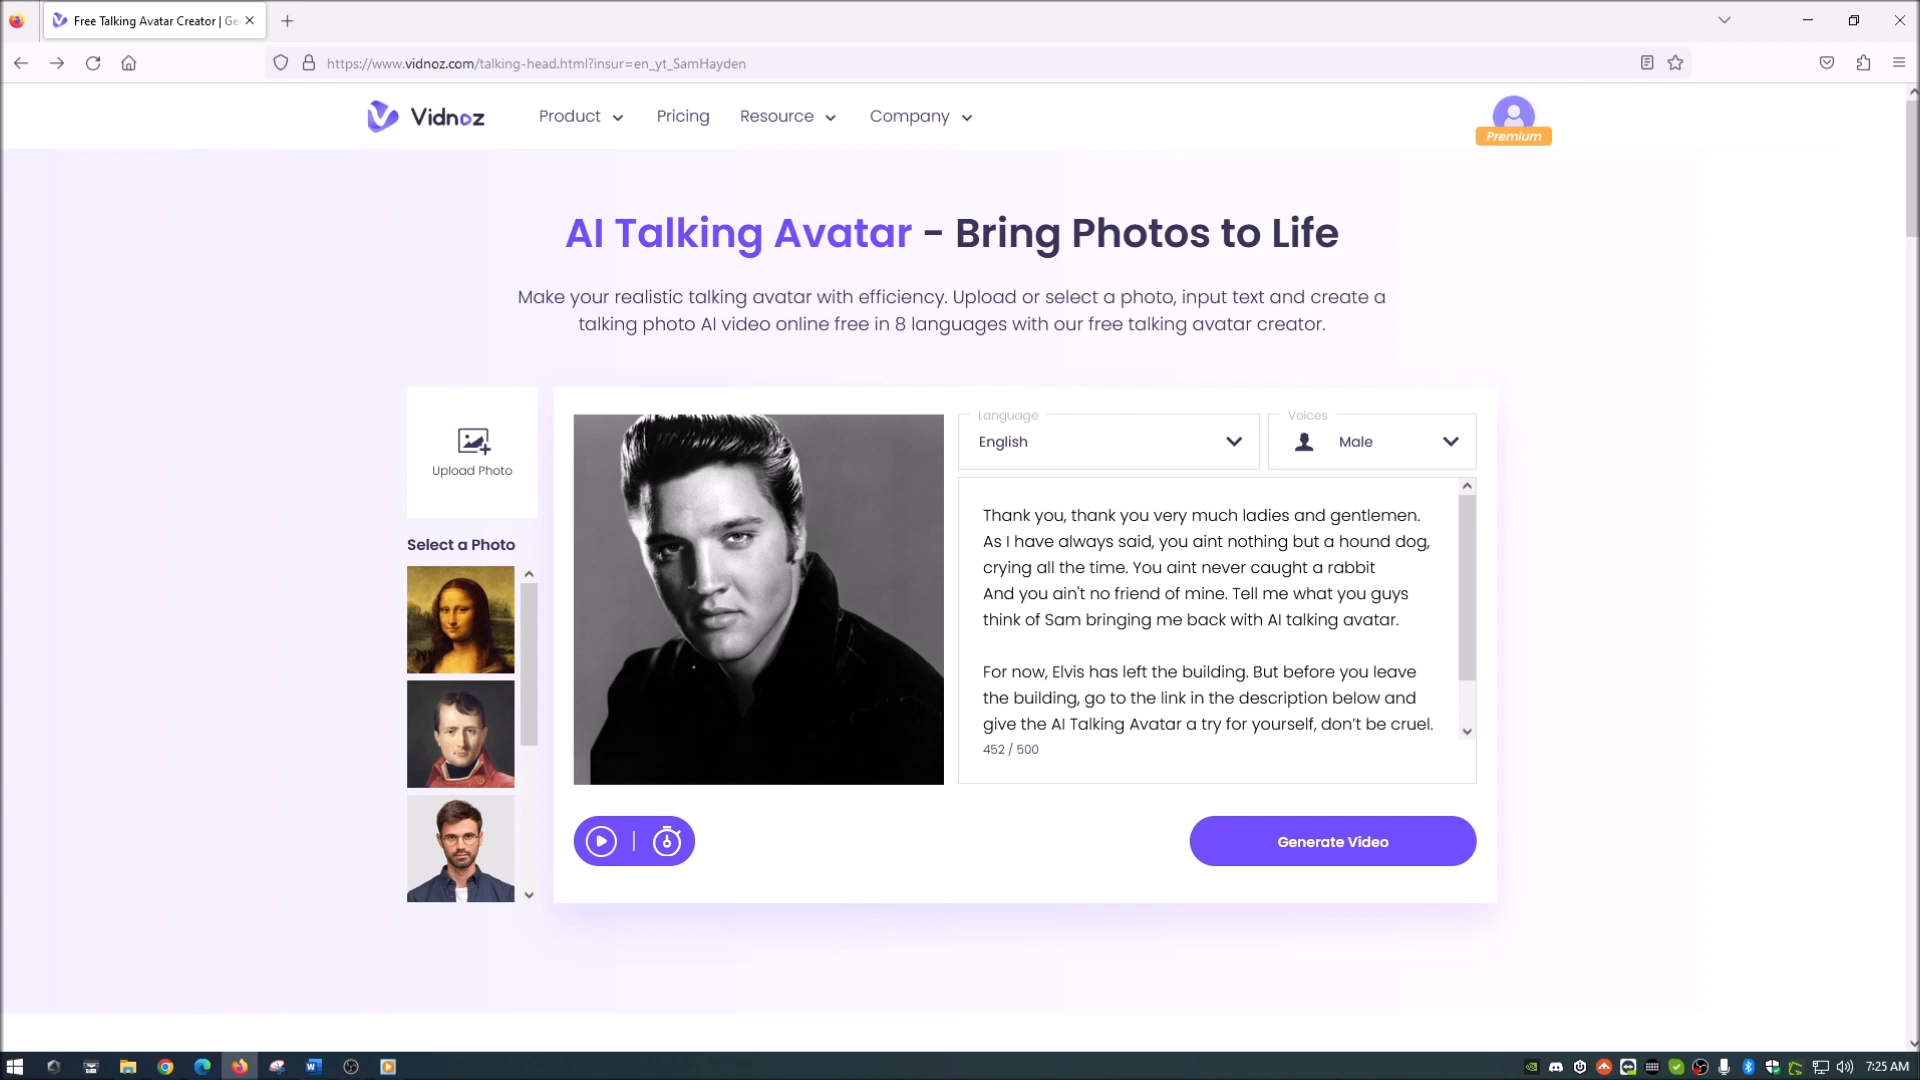 Free Talking Avatar Creator | Ge
https://www.vidnoz.com/talking-head.html?insur=en_yt_SamHayden
Vidnoz
Product
Pricing
Resource
Company
Premium
AI Talking Avatar - Bring Photos to Life
Make your realistic talking avatar with efficiency. Upload or select a photo, input text and create a
talking photo AI video online free in 8 languages with our free talking avatar creator.
Upload Photo
Select a Photo
Language
English
Voices
Male
Thank you, thank you very much ladies and gentlemen.
As I have always said, you aint nothing but a hound dog,
crying all the time. You aint never caught a rabbit
And you ain't no friend of mine. Tell me what you guys
think of Sam bringing me back with AI talking avatar.
For now, Elvis has left the building. But before you leave
the building, go to the link in the description below and
give the AI Talking Avatar a try for yourself, don’t be cruel.
452 / 500
Generate Video
7:25 AM